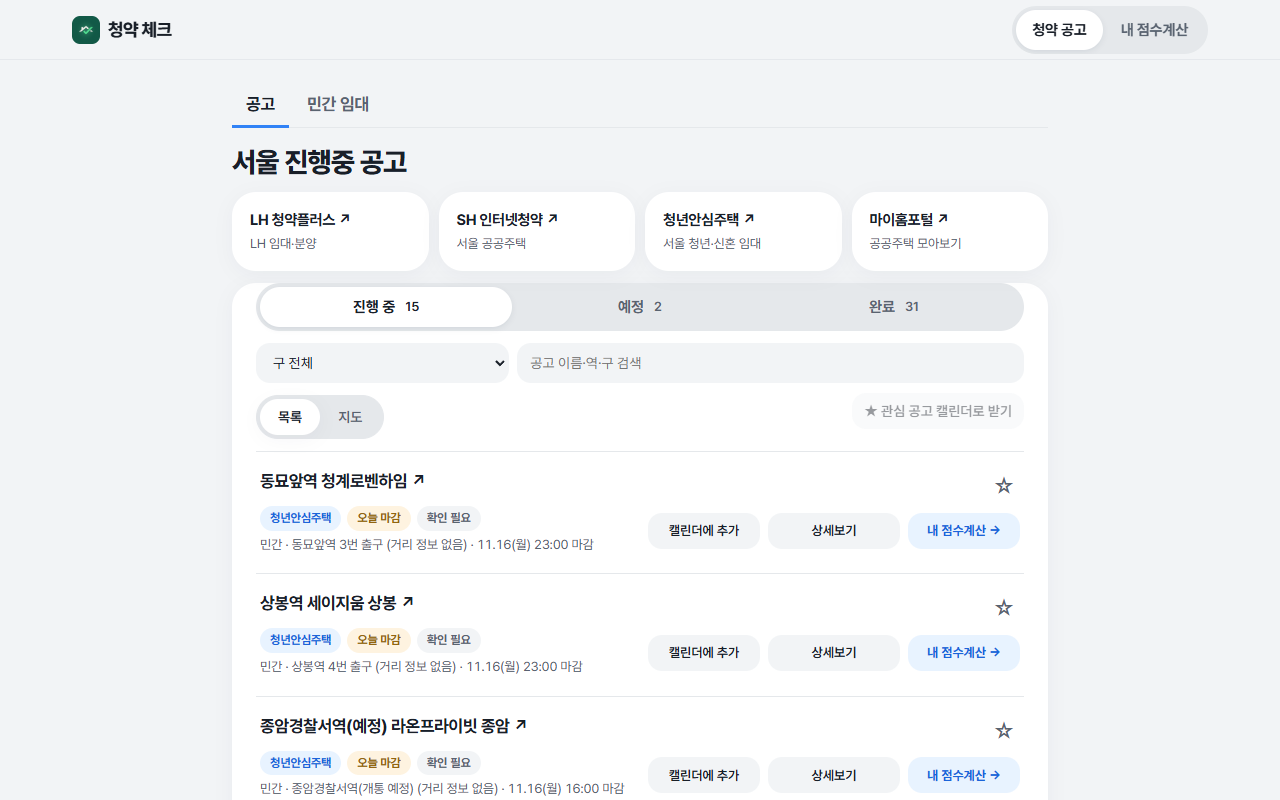 청약 체크
청약 공고 내 점수계산
공고 민간 임대
서울 진행중 공고
LH 청약플러스 ↗
LH 임대·분양
SH 인터넷청약 ↗
서울 공공주택
청년안심주택 ↗
서울 청년·신혼 임대
마이홈포털 ↗
공공주택 모아보기
진행 중 15 예정 2 완료 31
구 전체 공고 이름·역·구 검색
목록 지도 ★ 관심 공고 캘린더로 받기
동묘앞역 청계로벤하임 ↗ ☆
청년안심주택 오늘 마감 확인 필요
민간 · 동묘앞역 3번 출구 (거리 정보 없음) · 11.16(월) 23:00 마감
캘린더에 추가 상세보기 내 점수계산 →
상봉역 세이지움 상봉 ↗ ☆
청년안심주택 오늘 마감 확인 필요
민간 · 상봉역 4번 출구 (거리 정보 없음) · 11.16(월) 23:00 마감
캘린더에 추가 상세보기 내 점수계산 →
종암경찰서역(예정) 라온프라이빗 종암 ↗ ☆
청년안심주택 오늘 마감 확인 필요
민간 · 종암경찰서역(개통 예정) (거리 정보 없음) · 11.16(월) 16:00 마감
캘린더에 추가 상세보기 내 점수계산 →